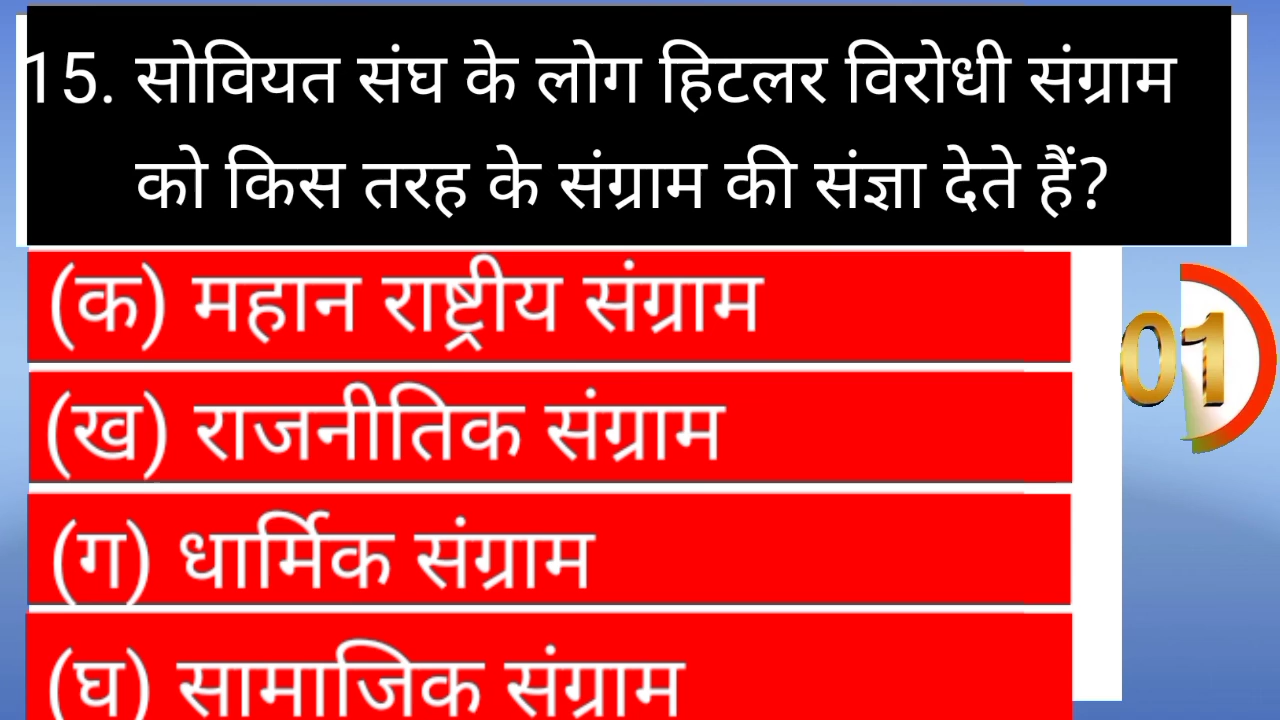 15. सोवियत संघ के लोग हिटलर विरोधी संग्राम
को किस तरह के संग्राम की संज्ञा देते हैं?
(क) महान राष्ट्रीय संग्राम
01
(ख) राजनीतिक संग्राम
(ग) धार्मिक संग्राम
(घ) सामाजिक संग्राम